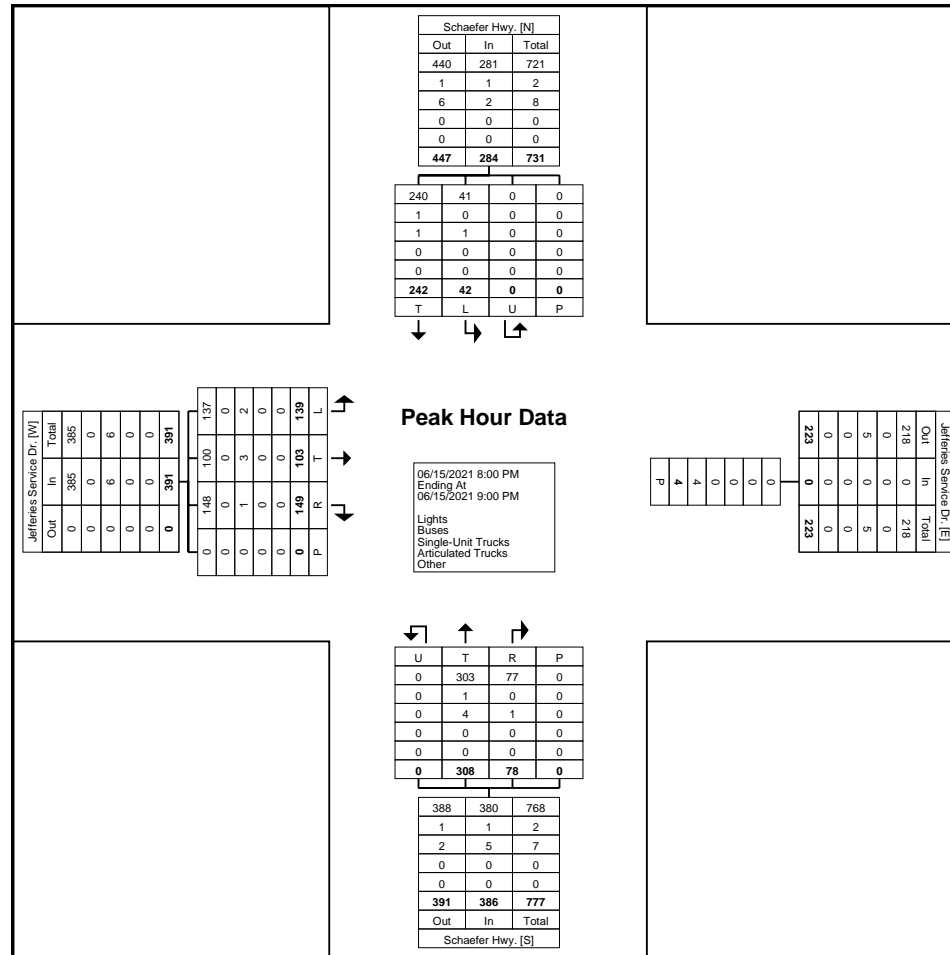 Schaefer Hwy. [N]
Out In Total
440 281 721
1 1 2
6 2 8
0 0 0
0 0 0
447 284 731
240 41 0 0
1 0 0 0
1 1 0 0
0 0 0 0
0 0 0 0
242 42 0 0
T L U P
Jefferies Service Dr. [W]
Total 385 0 6 0 0 391
In 385 0 6 0 0 391
Out 0 0 0 0 0 0
137 0 2 0 0 139 L
100 0 3 0 0 103 T
148 0 1 0 0 149 R
0 0 0 0 0 0 P
Peak Hour Data
06/15/2021 8:00 PM
Ending At
06/15/2021 9:00 PM
Lights
Buses
Single-Unit Trucks
Articulated Trucks
Other
0 0 0 0 4 4 P
Jefferies Service Dr. [E]
Out 218 0 5 0 0 223
In 0 0 0 0 0 0
Total 218 0 5 0 0 223
U T R P
0 303 77 0
0 1 0 0
0 4 1 0
0 0 0 0
0 0 0 0
0 308 78 0
388 380 768
1 1 2
2 5 7
0 0 0
0 0 0
391 386 777
Out In Total
Schaefer Hwy. [S]